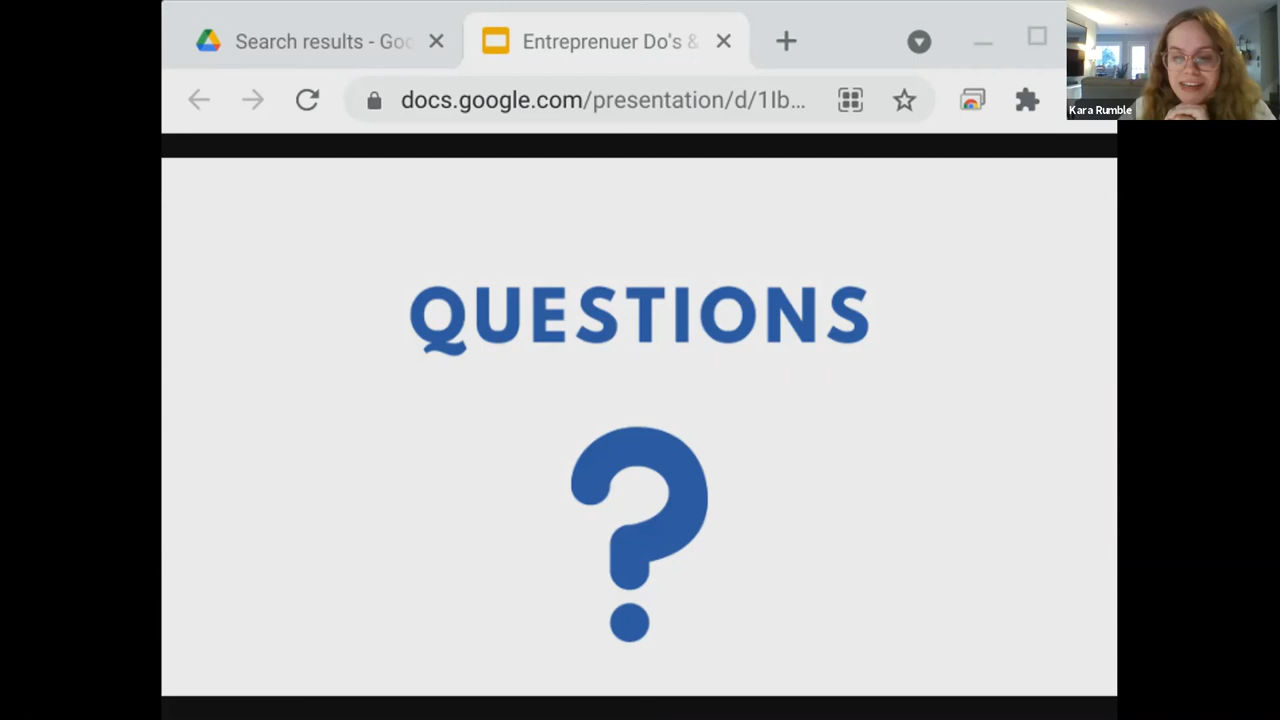 Search results - Goo
Entreprenuer Do's &
docs.google.com/presentation/d/1Ib...
Kara Rumble
QUESTIONS
?